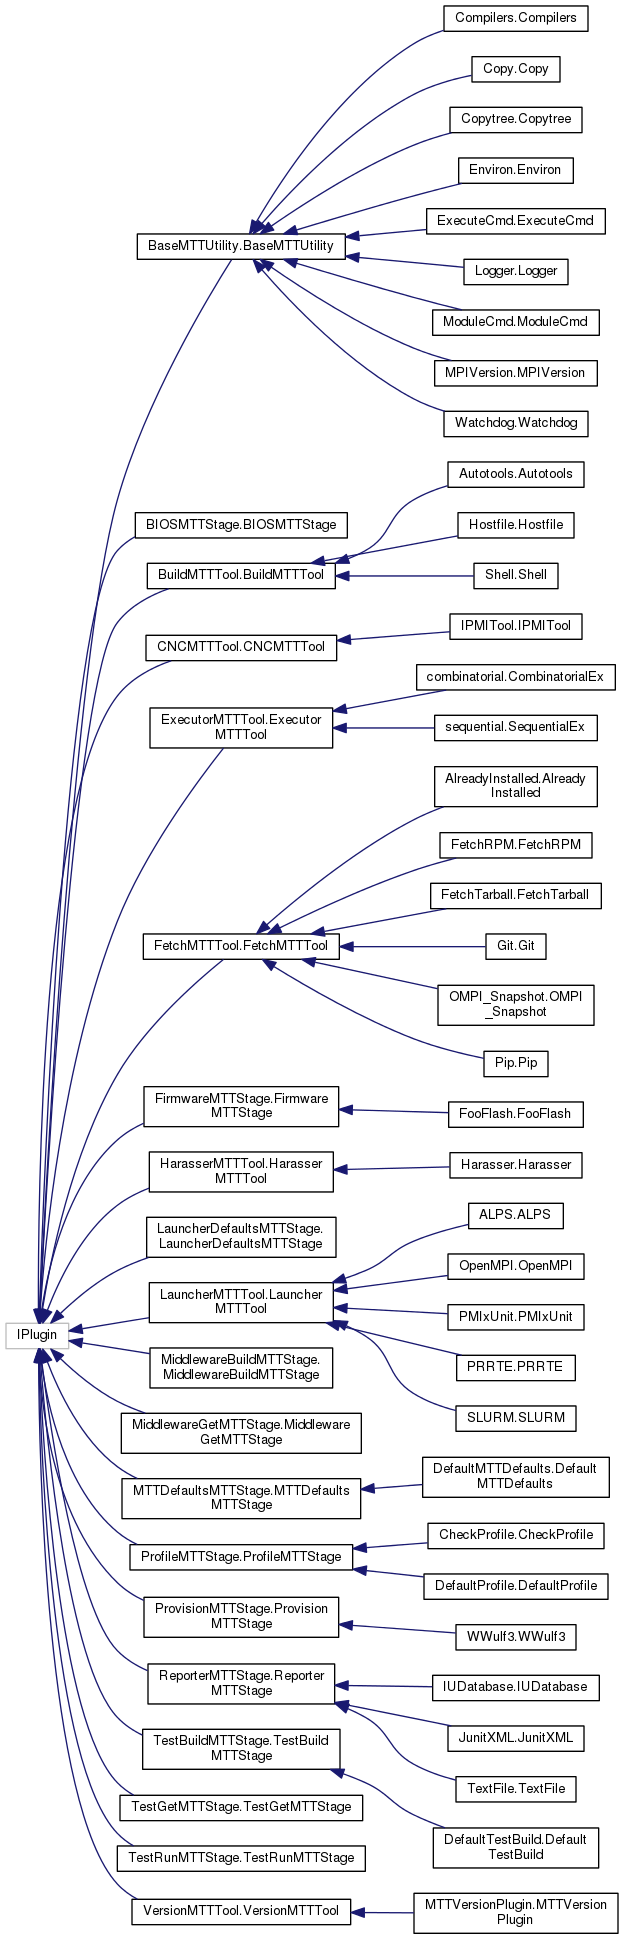 Compilers.Compilers
Copy.Copy
Copytree.Copytree
Environ.Environ
ExecuteCmd.ExecuteCmd
BaseMTTUtility.BaseMTTUtility
Logger.Logger
ModuleCmd.ModuleCmd
MPIVersion.MPIVersion
Watchdog.Watchdog
Autotools.Autotools
BIOSMTTStage.BIOSMTTStage
Hostfile.Hostfile
BuildMTTTool.BuildMTTTool
Shell.Shell
CNCMTTTool.CNCMTTTool
IPMITool.IPMITool
combinatorial.CombinatorialEx
ExecutorMTTTool.Executor
MTTTool
sequential.SequentialEx
AlreadyInstalled.Already
Installed
FetchRPM.FetchRPM
FetchTarball.FetchTarball
FetchMTTTool.FetchMTTTool
Git.Git
OMPI_Snapshot.OMPI
_Snapshot
Pip.Pip
FirmwareMTTStage.Firmware
MTTStage
FooFlash.FooFlash
HarasserMTTTool.Harasser
MTTTool
Harasser.Harasser
LauncherDefaultsMTTStage.
LauncherDefaultsMTTStage
ALPS.ALPS
OpenMPI.OpenMPI
LauncherMTTTool.Launcher
MTTTool
PMIxUnit.PMIxUnit
IPlugin
MiddlewareBuildMTTStage.
MiddlewareBuildMTTStage
PRRTE.PRRTE
SLURM.SLURM
MiddlewareGetMTTStage.Middleware
GetMTTStage
MTTDefaultsMTTStage.MTTDefaults
MTTStage
DefaultMTTDefaults.Default
MTTDefaults
CheckProfile.CheckProfile
ProfileMTTStage.ProfileMTTStage
DefaultProfile.DefaultProfile
ProvisionMTTStage.Provision
MTTStage
WWulf3.WWulf3
ReporterMTTStage.Reporter
MTTStage
IUDatabase.IUDatabase
JunitXML.JunitXML
TestBuildMTTStage.TestBuild
MTTStage
TextFile.TextFile
TestGetMTTStage.TestGetMTTStage
DefaultTestBuild.Default
TestBuild
TestRunMTTStage.TestRunMTTStage
VersionMTTTool.VersionMTTTool
MTTVersionPlugin.MTTVersion
Plugin